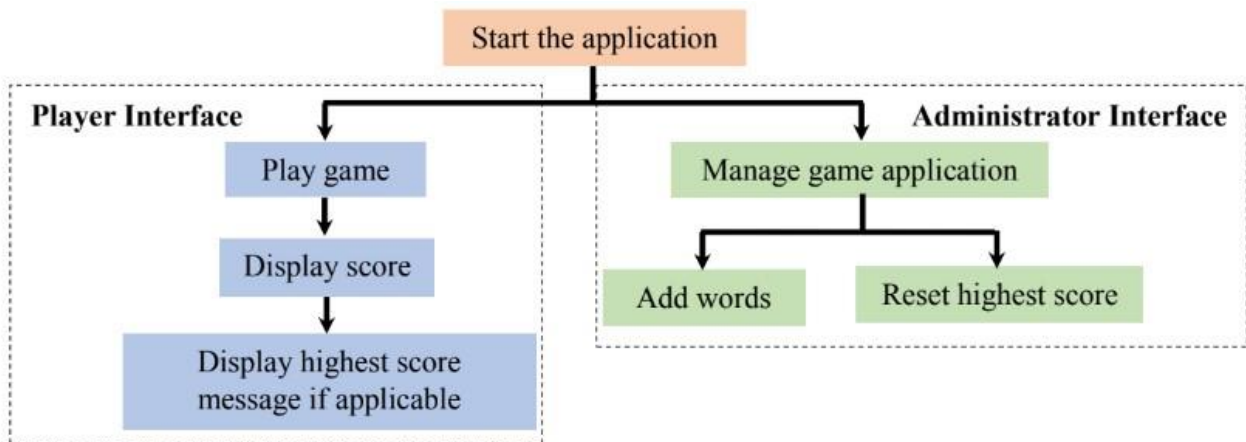 Start the application
Player Interface
Administrator Interface
Play game
Manage game application
Display score
Add words
Reset highest score
Display highest score
message if applicable